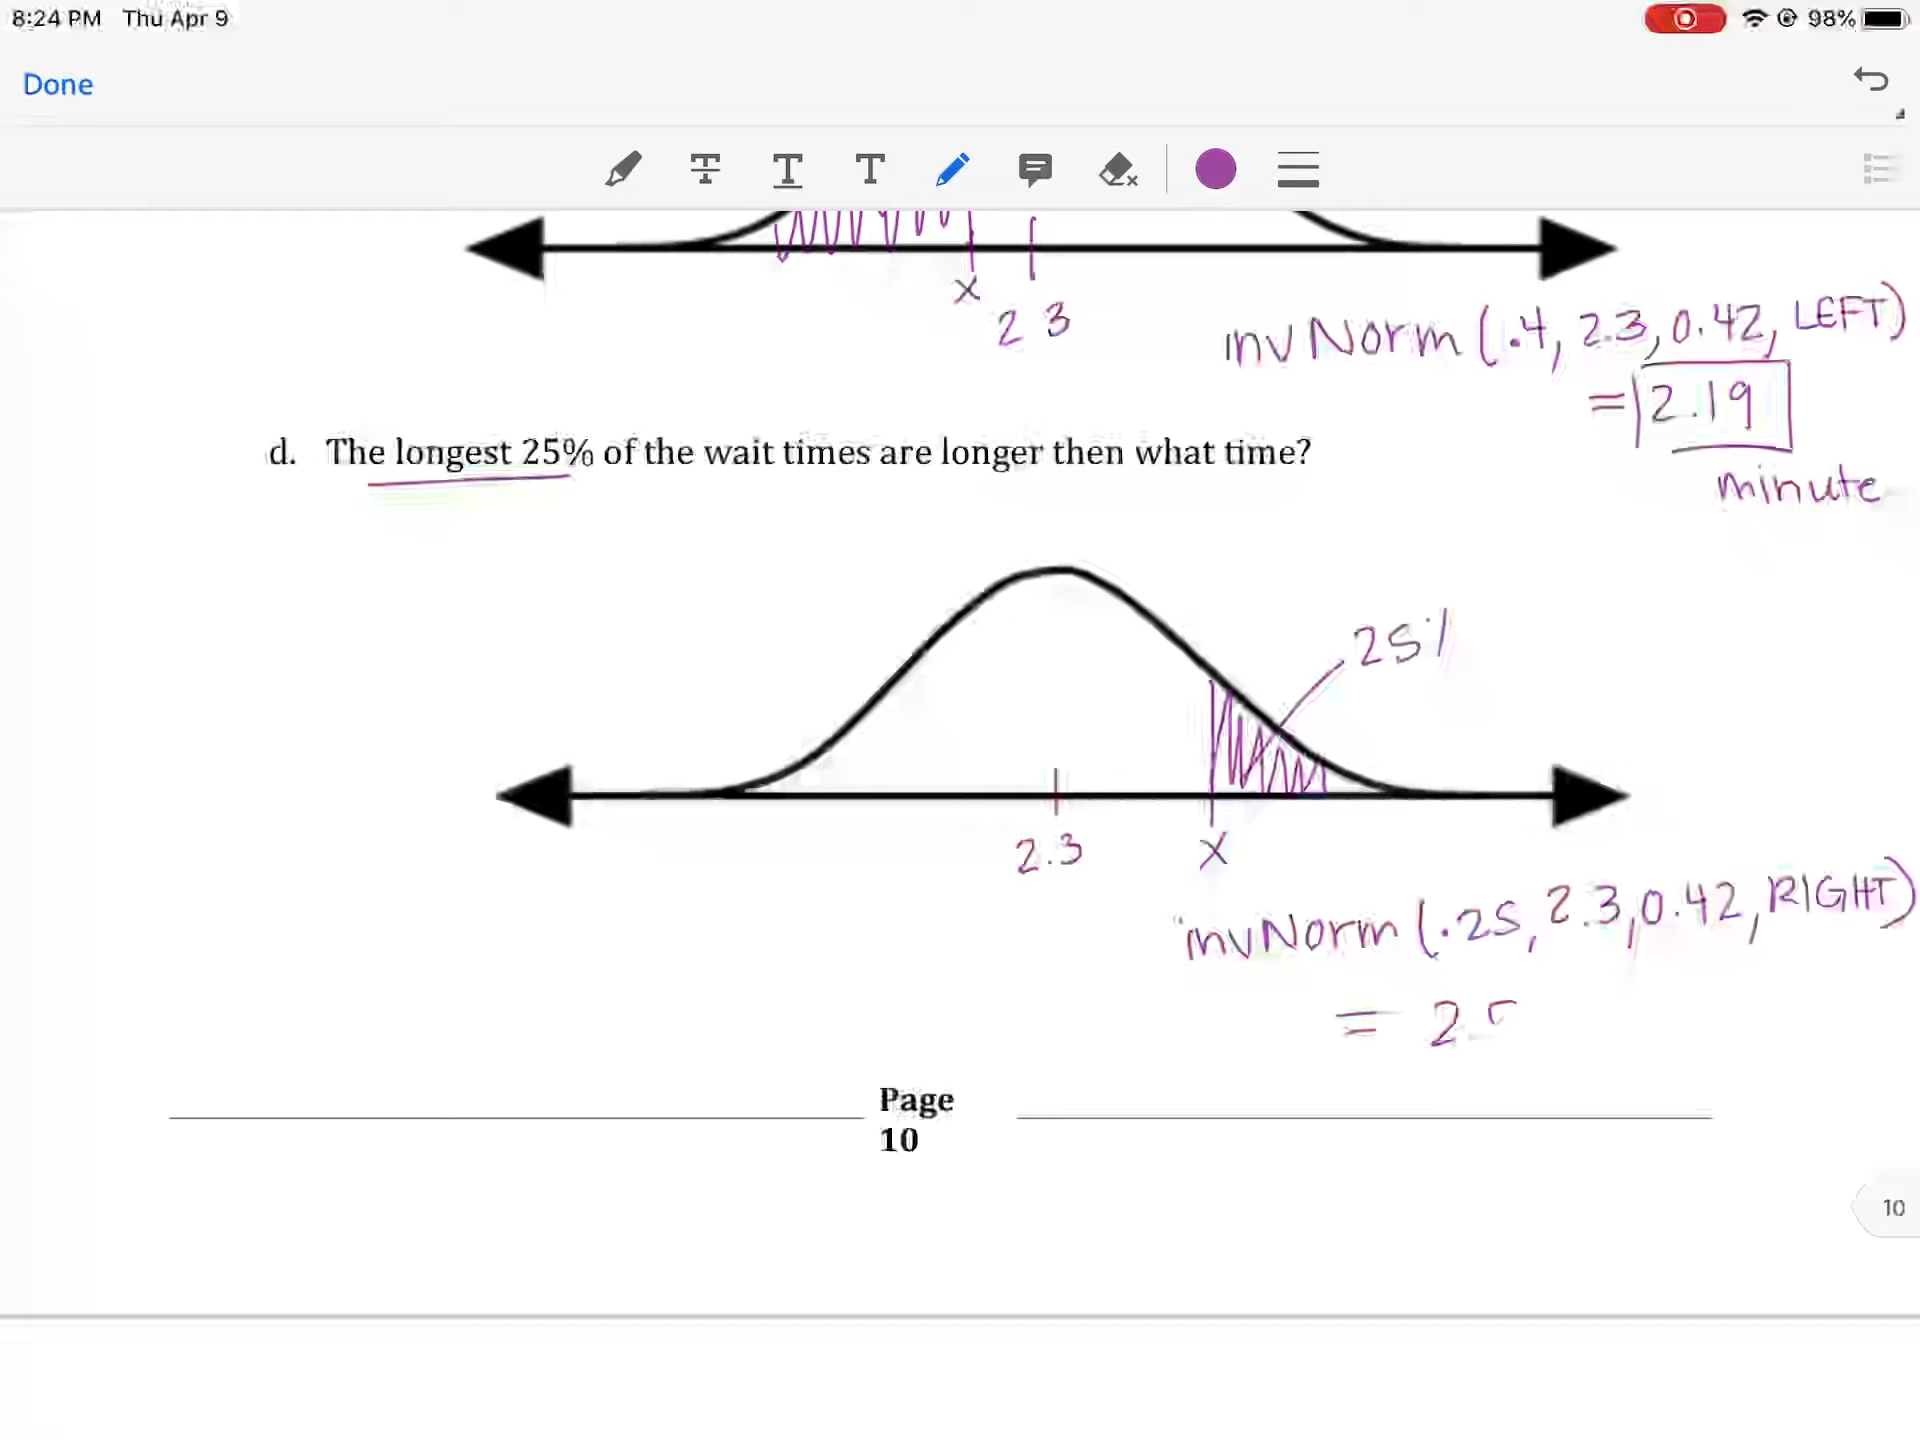 8:24 PM Thu Apr 9
98%
Done
T T T
x
2 3
invNorm (.4, 2.3, 0.42, LEFT)
= 2.19
minute
d. The longest 25% of the wait times are longer then what time?
25%
2.3
x
invNorm (.25, 2.3, 0.42, RIGHT)
= 2.
Page
10
10